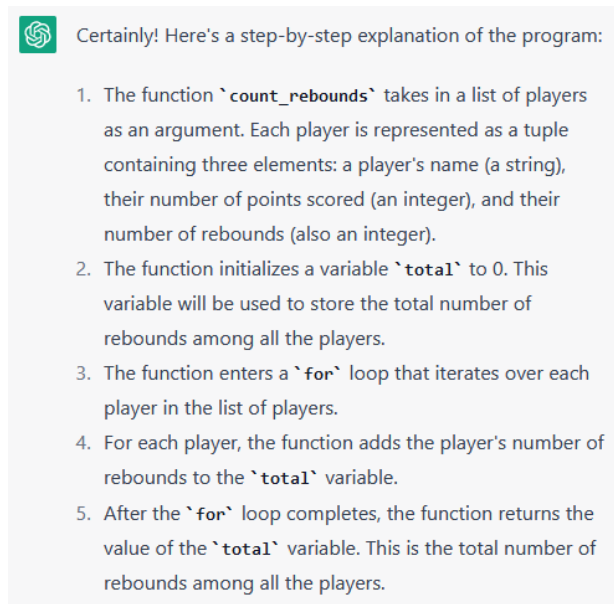 Certainly! Here's a step-by-step explanation of the program:
1. The function `count_rebounds` takes in a list of players
as an argument. Each player is represented as a tuple
containing three elements: a player's name (a string),
their number of points scored (an integer), and their
number of rebounds (also an integer).
2. The function initializes a variable `total` to 0. This
variable will be used to store the total number of
rebounds among all the players.
3. The function enters a `for` loop that iterates over each
player in the list of players.
4. For each player, the function adds the player's number of
rebounds to the `total` variable.
5. After the `for` loop completes, the function returns the
value of the `total` variable. This is the total number of
rebounds among all the players.